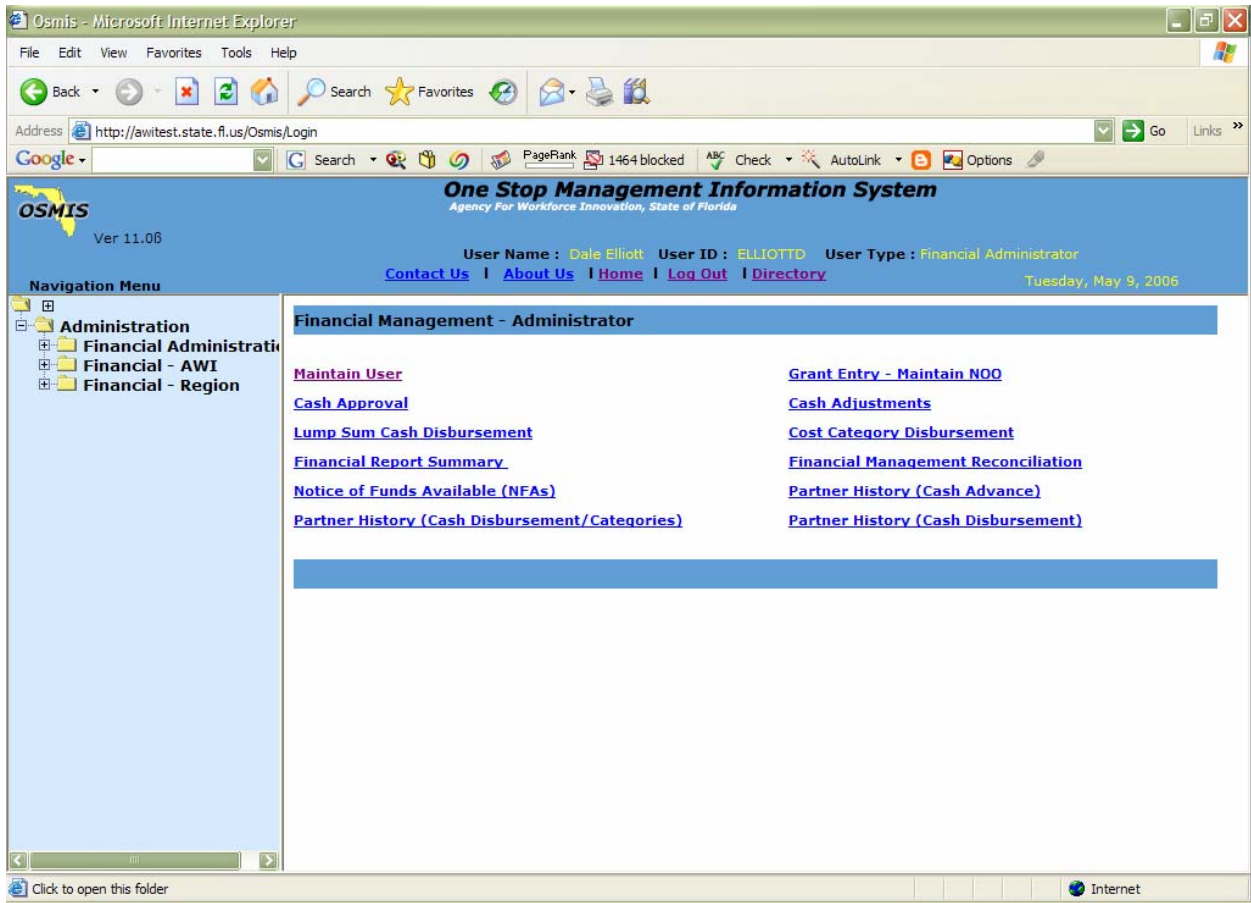 Osmis - Microsoft Internet Explorer
File Edit View Favorites Tools Help
Back Search Favorites
Address http://awitest.state.fl.us/Osmis/Login Go Links »
Google Search PageRank 1464 blocked ABC Check AutoLink Options
One Stop Management Information System
OSMIS Agency For Workforce Innovation, State of Florida
Ver 11.0ß
User Name : Dale Elliott User ID : ELLIOTTD User Type : Financial Administrator
Contact Us | About Us | Home | Log Out | Directory
Navigation Menu Tuesday, May 9, 2006
Administration
Financial Administratio
Financial - AWI
Financial - Region
Financial Management - Administrator
Maintain User Grant Entry - Maintain NOO
Cash Approval Cash Adjustments
Lump Sum Cash Disbursement Cost Category Disbursement
Financial Report Summary Financial Management Reconciliation
Notice of Funds Available (NFAs) Partner History (Cash Advance)
Partner History (Cash Disbursement/Categories) Partner History (Cash Disbursement)
Click to open this folder Internet